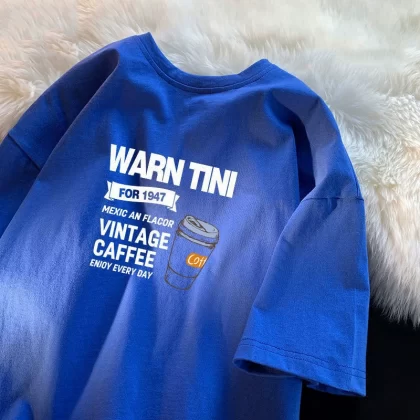 WARN TINI
FOR 1947
MEXIC AN FLACOR
VINTAGE
CAFFEE
ENJOY EVERY DAY
Coff